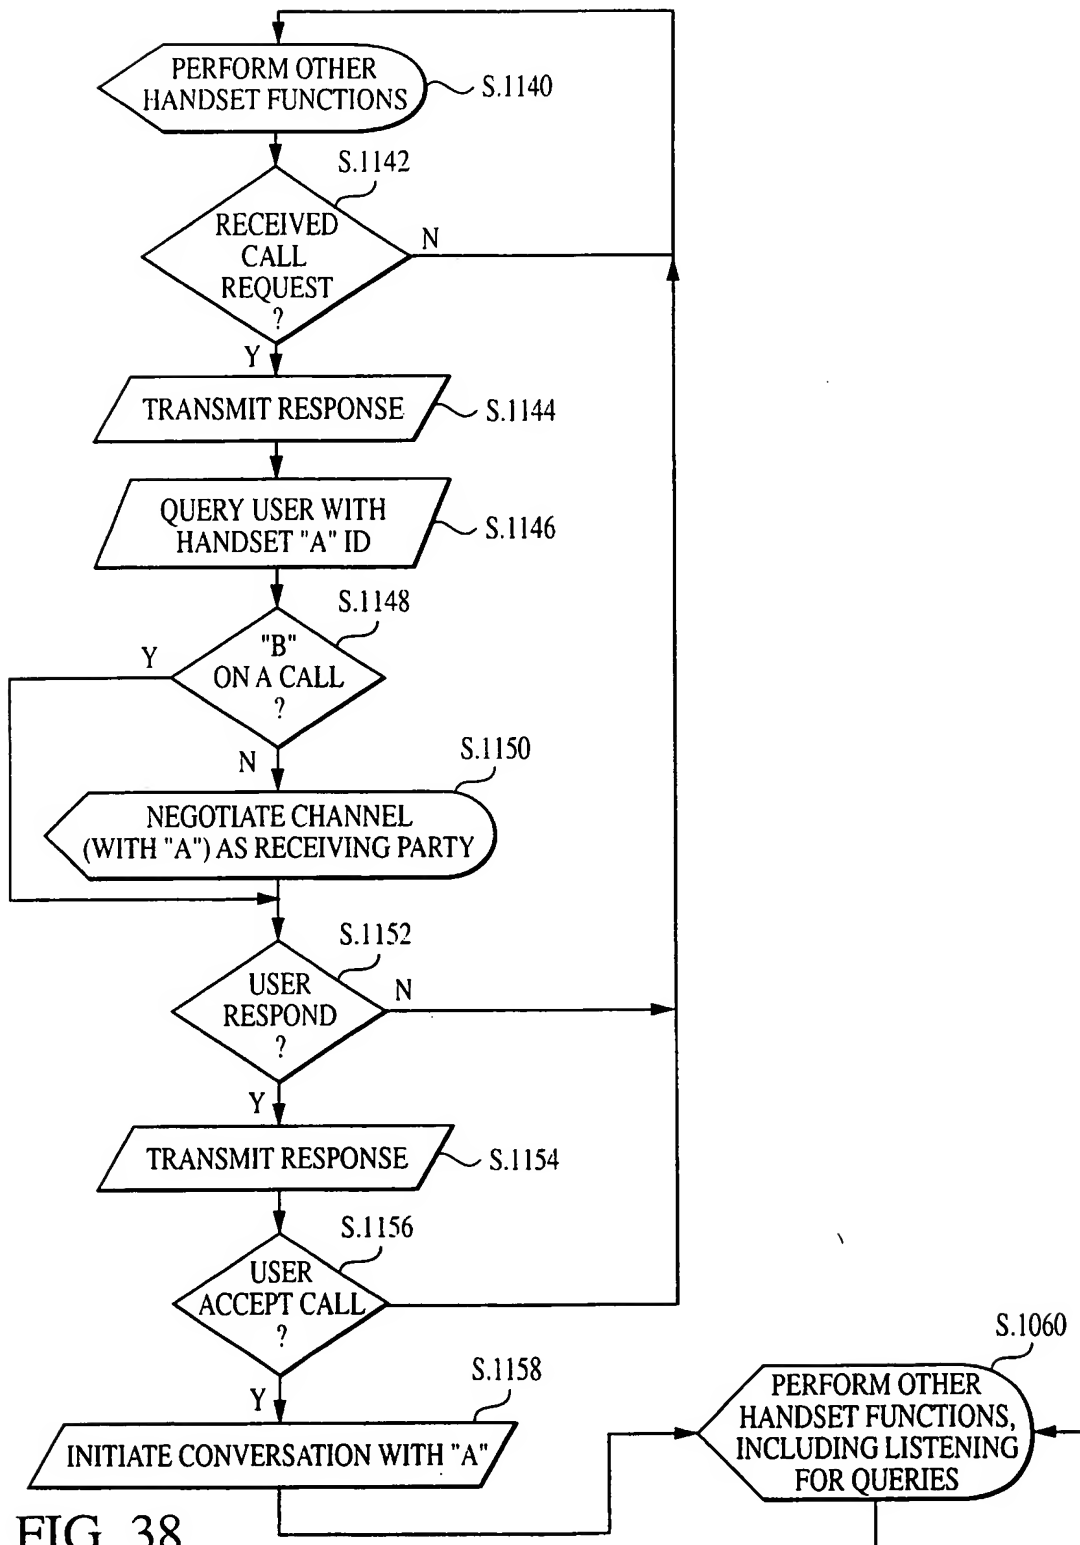 PERFORM OTHER
HANDSET FUNCTIONS
S.1140
S.1142
RECEIVED
CALL
REQUEST
?
N
Y
TRANSMIT RESPONSE
S.1144
QUERY USER WITH
HANDSET "A" ID
S.1146
S.1148
"B"
ON A CALL
?
Y
N
S.1150
NEGOTIATE CHANNEL
(WITH "A") AS RECEIVING PARTY
S.1152
USER
RESPOND
?
N
Y
TRANSMIT RESPONSE
S.1154
S.1156
USER
ACCEPT CALL
?
Y
S.1158
INITIATE CONVERSATION WITH "A"
S.1060
PERFORM OTHER
HANDSET FUNCTIONS,
INCLUDING LISTENING
FOR QUERIES
FIG. 38